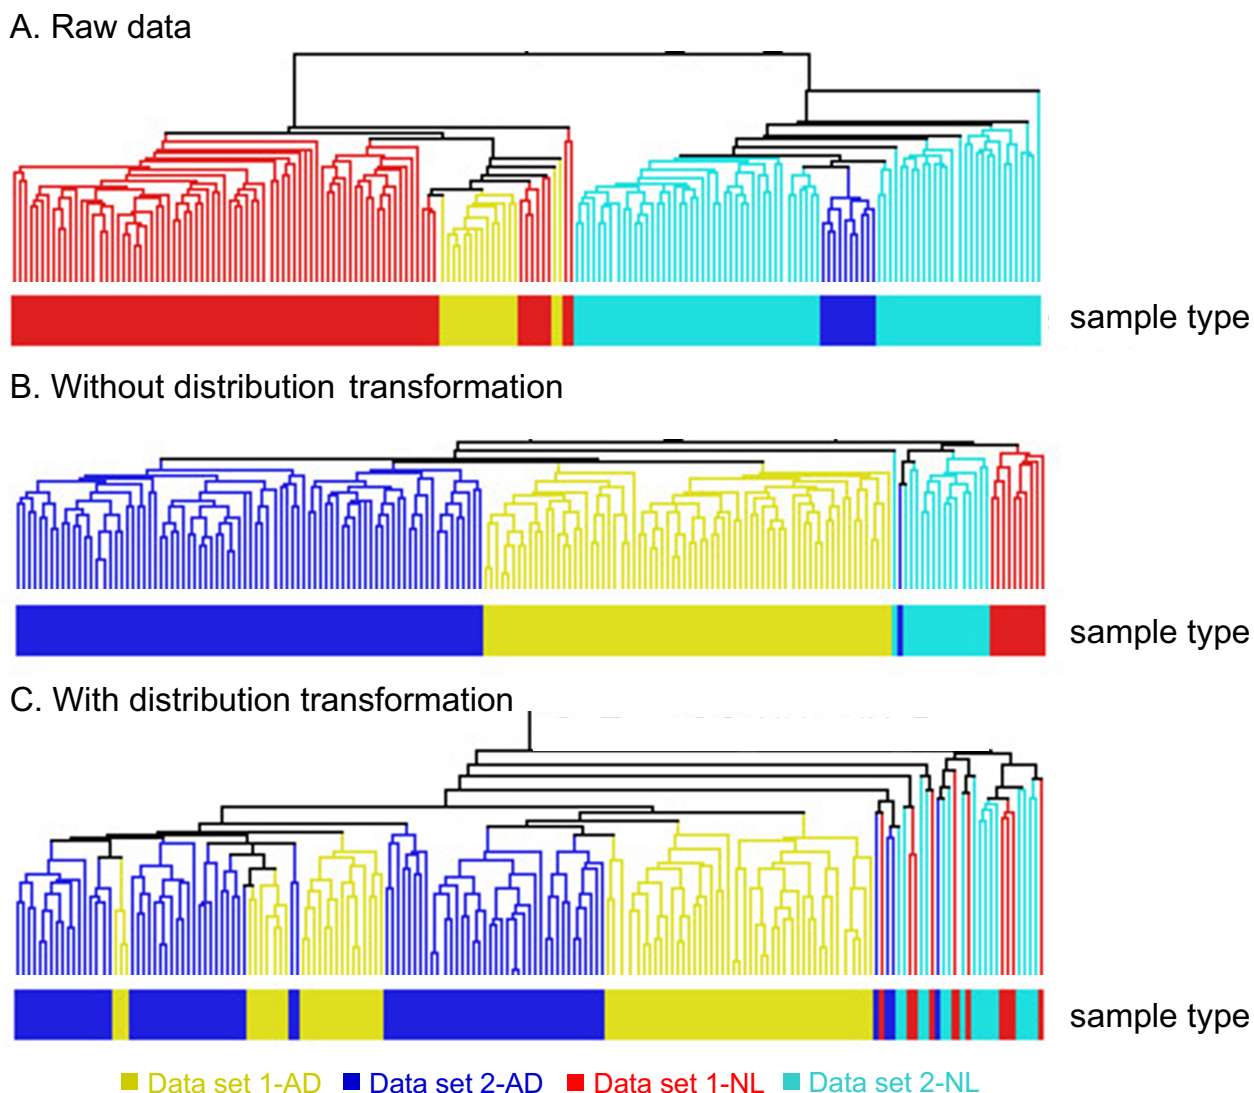 A. Raw data
sample type
B. Without distribution transformation
sample type
C. With distribution transformation
sample type
Data set 1-AD Data set 2-AD Data set 1-NL Data set 2-NL